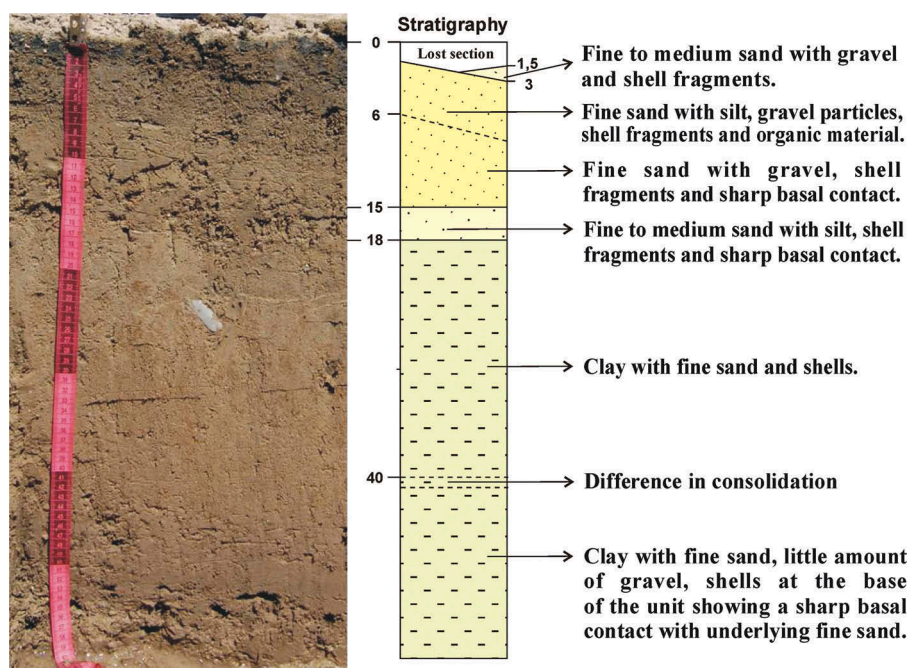 Stratigraphy
0
Lost section
1,5
3
Fine to medium sand with gravel
and shell fragments.
6
Fine sand with silt, gravel particles,
shell fragments and organic material.
Fine sand with gravel, shell
fragments and sharp basal contact.
15
18
Fine to medium sand with silt, shell
fragments and sharp basal contact.
Clay with fine sand and shells.
40
Difference in consolidation
Clay with fine sand, little amount
of gravel, shells at the base
of the unit showing a sharp basal
contact with underlying fine sand.